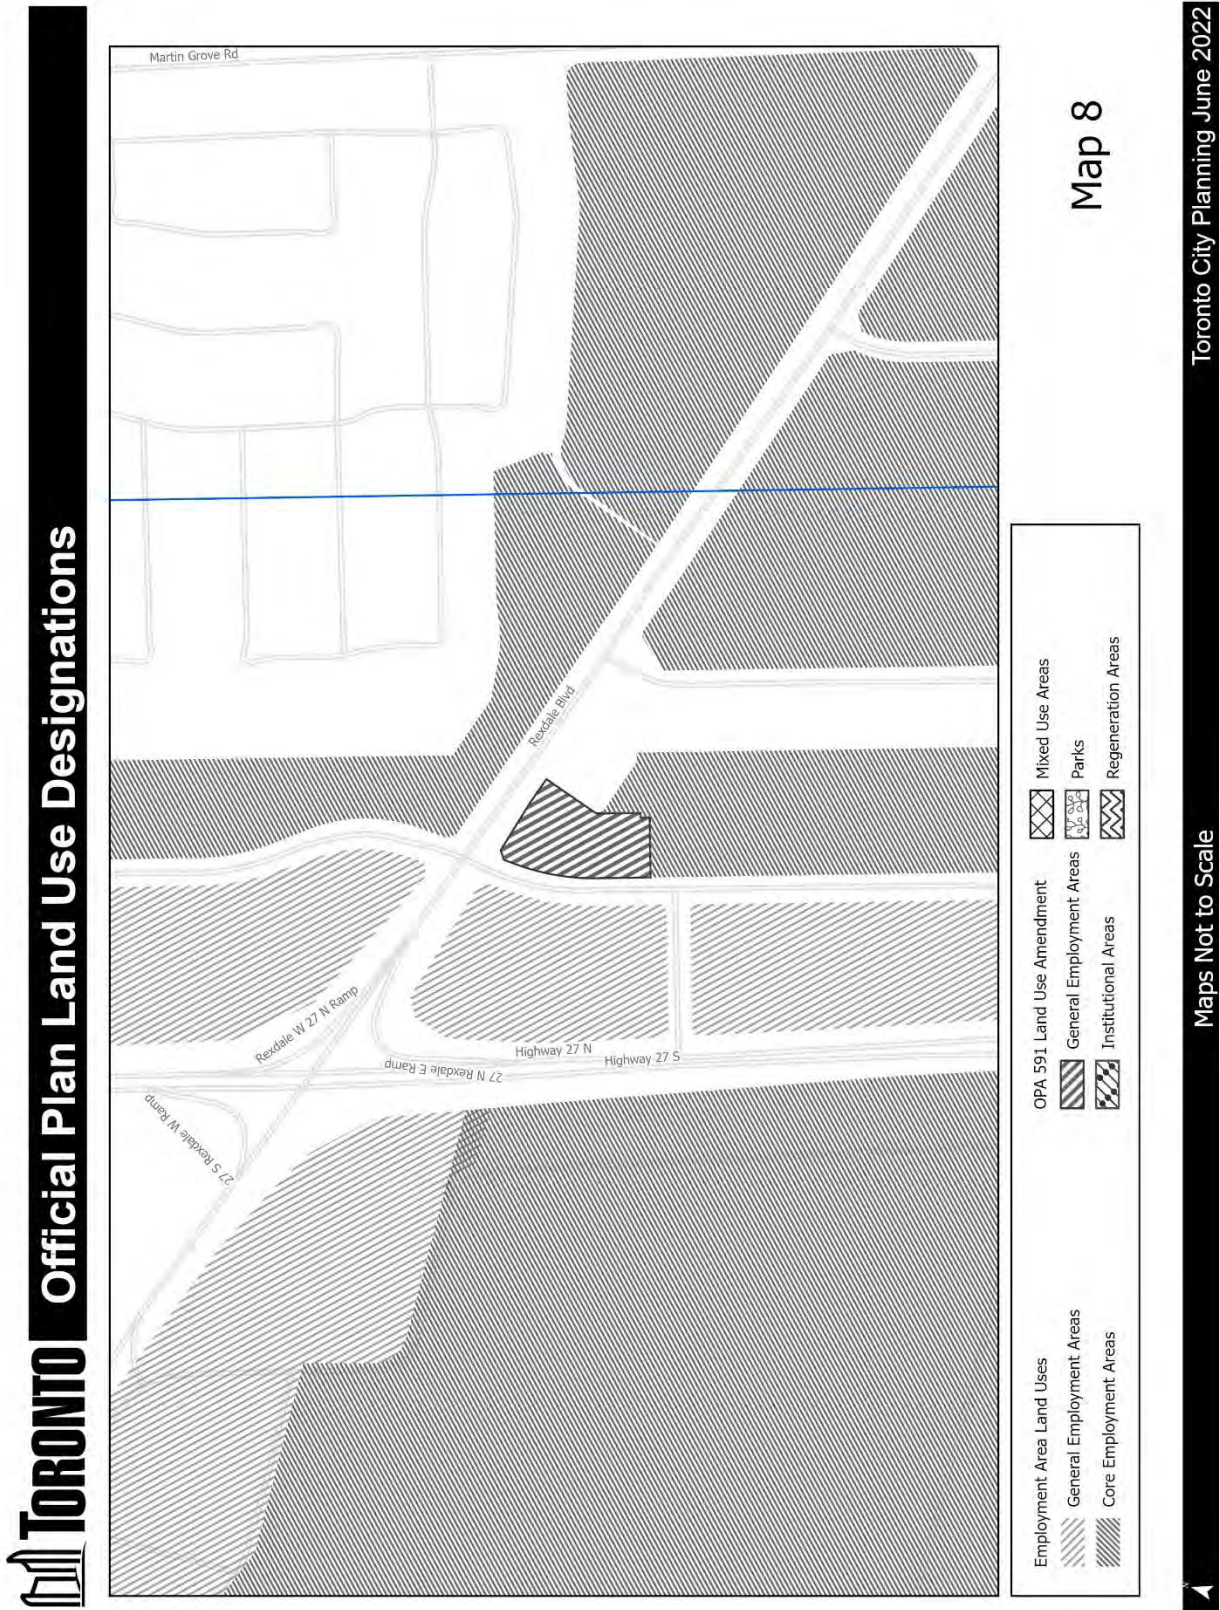 TORONTO
Official Plan Land Use Designations
Martin Grove Rd
Rexdale Blvd
Rexdale W 27 N Ramp
27 N Rexdale E Ramp
Highway 27 N
Highway 27 S
27 S Rexdale W Ramp
Map 8
Employment Area Land Uses
General Employment Areas
Core Employment Areas
OPA 591 Land Use Amendment
General Employment Areas
Institutional Areas
Mixed Use Areas
Parks
Regeneration Areas
N
Maps Not to Scale
Toronto City Planning June 2022